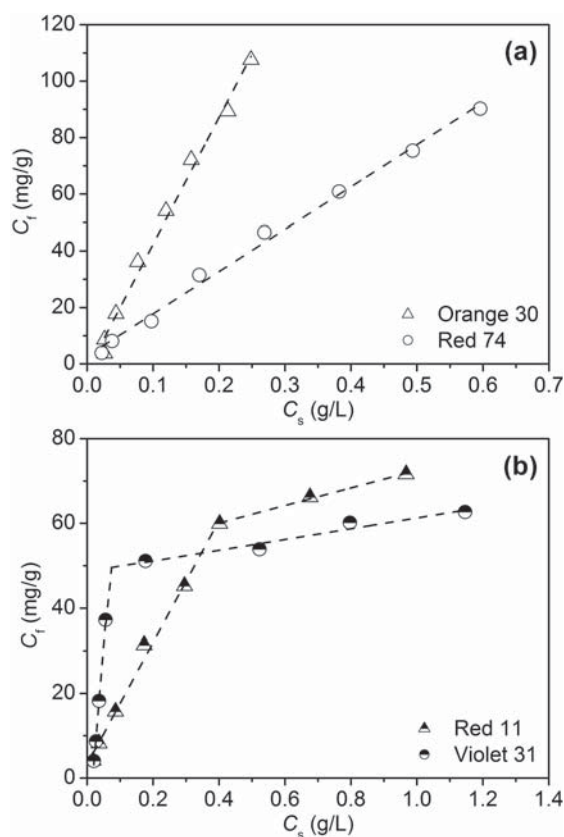 (a)
120
100
80
60
40
20
0
C_f (mg/g)
Orange 30
Red 74
0.0 0.1 0.2 0.3 0.4 0.5 0.6 0.7
C_s (g/L)
(b)
80
60
40
20
0
C_f (mg/g)
Red 11
Violet 31
0.0 0.2 0.4 0.6 0.8 1.0 1.2 1.4
C_s (g/L)